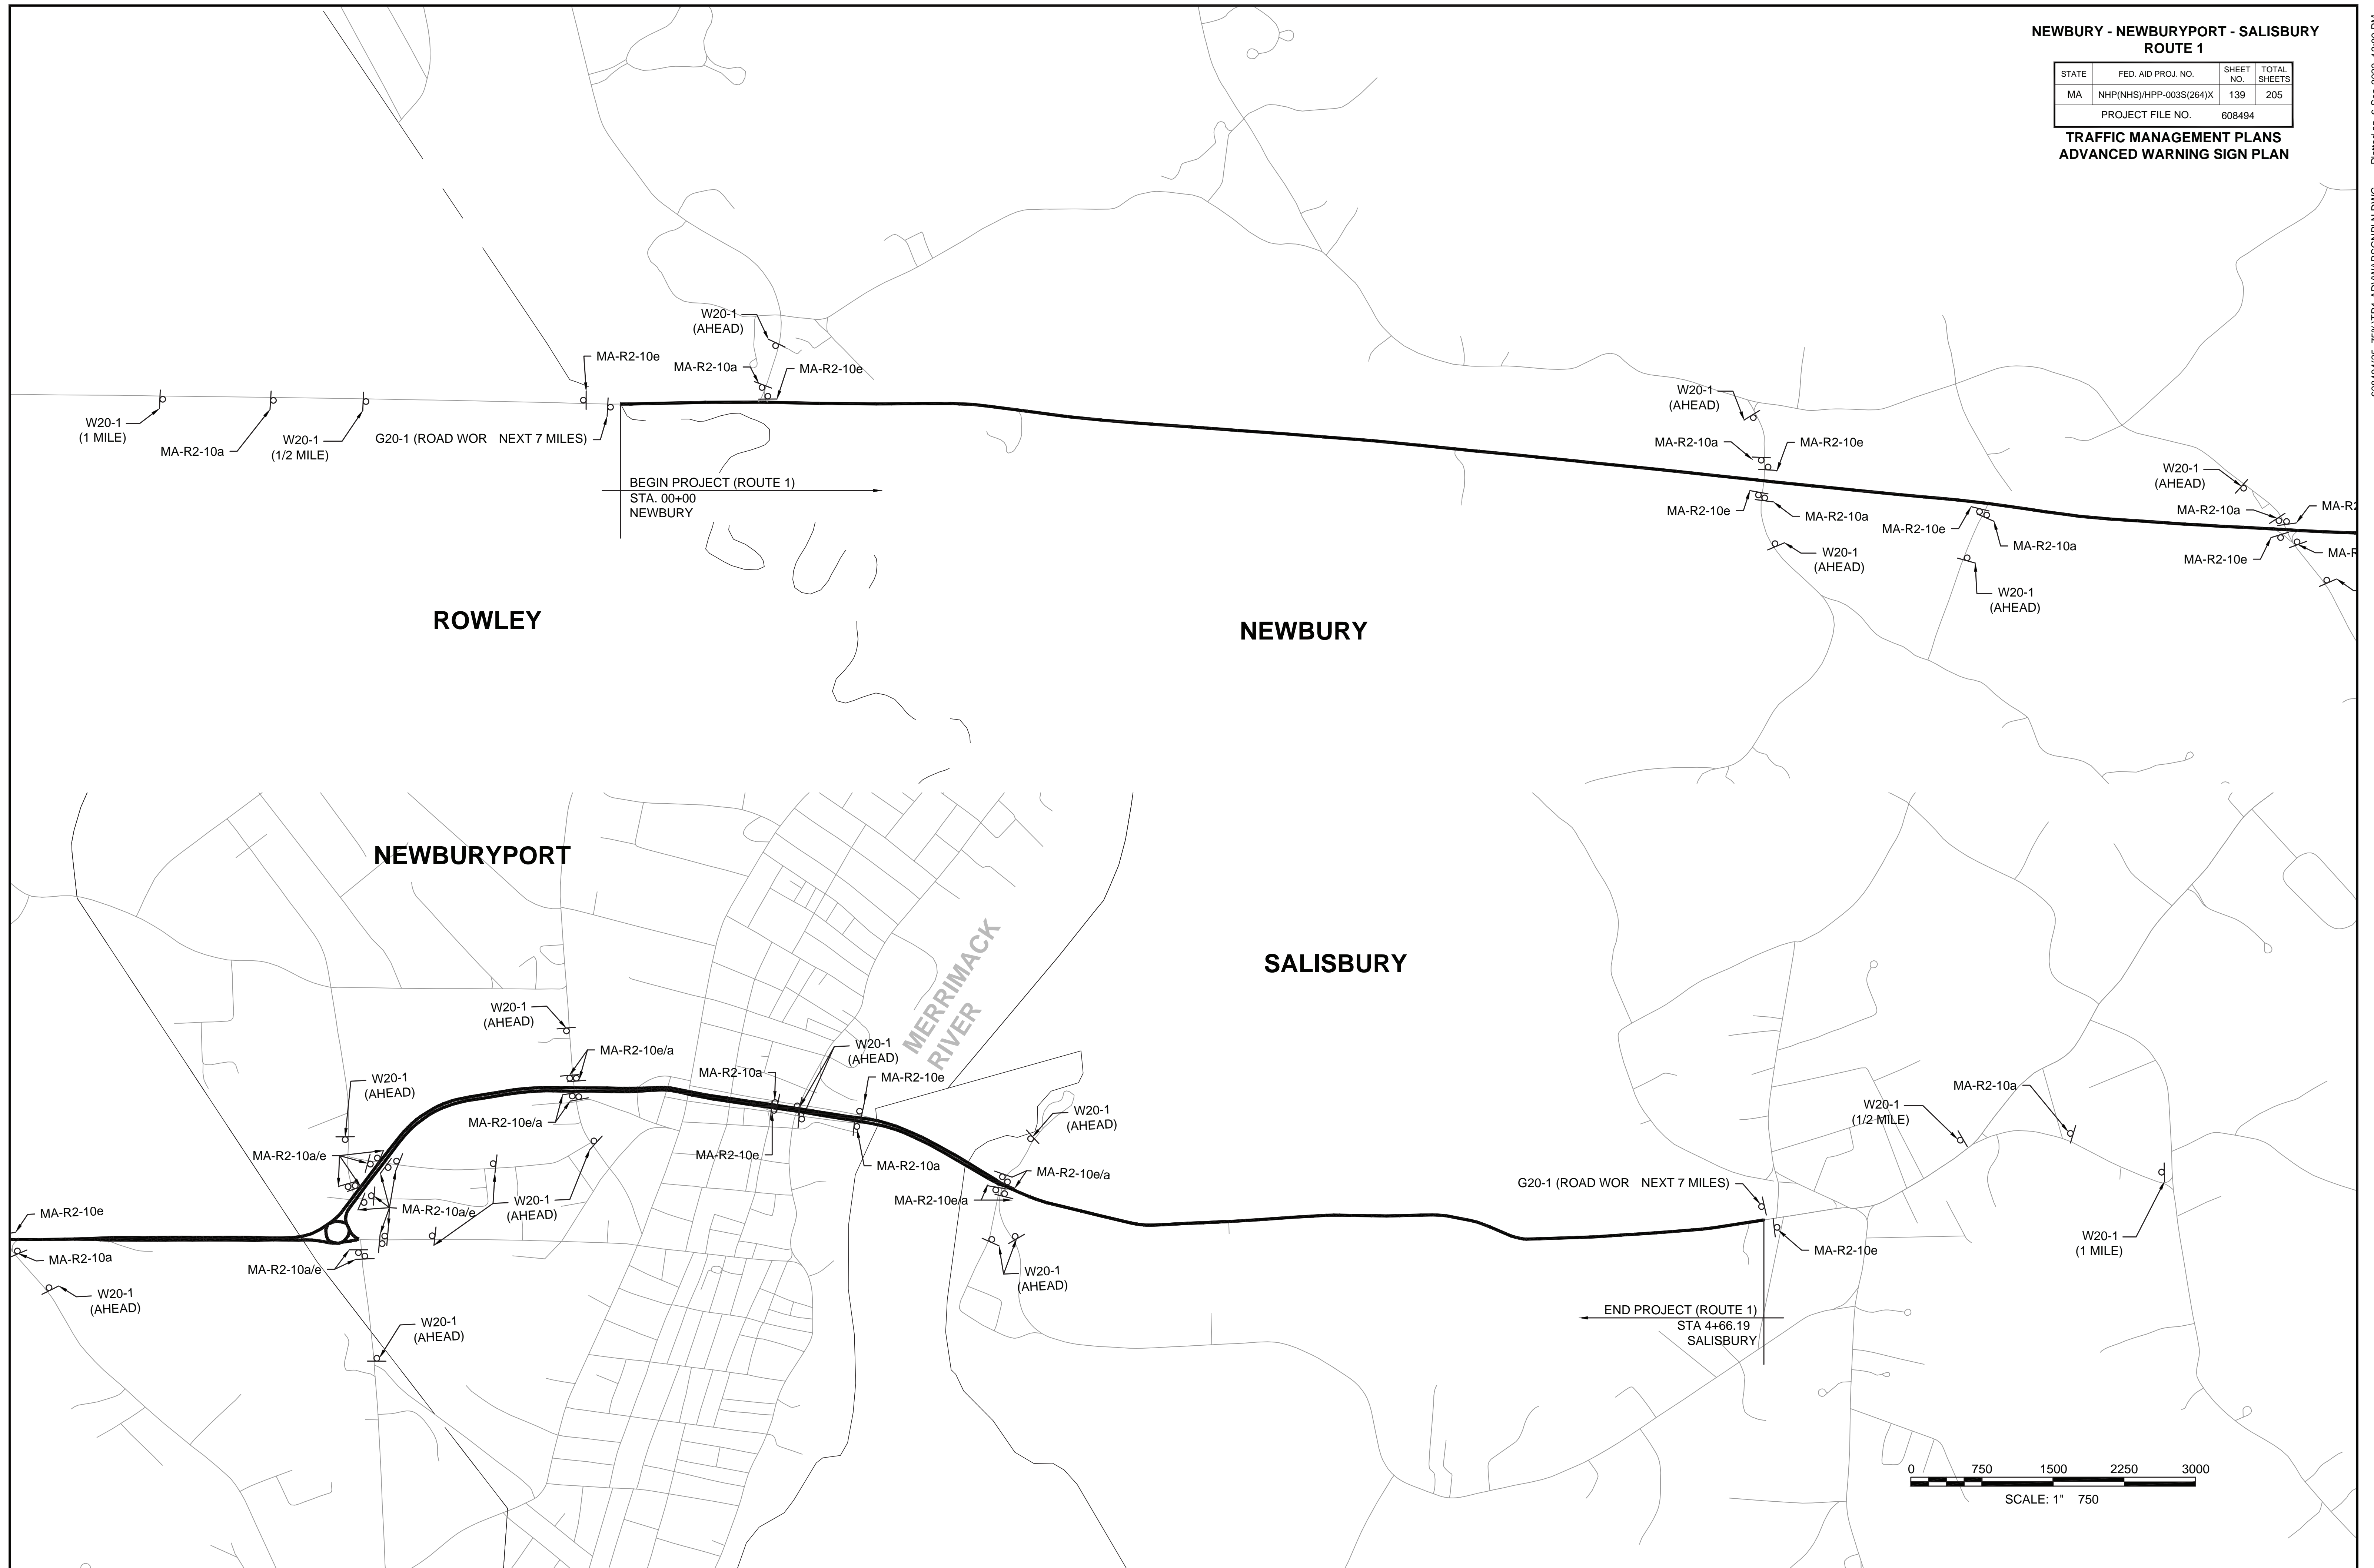 NEWBURY - NEWBURYPORT - SALISBURY
ROUTE 1
STATE FED. AID PROJ. NO. SHEET NO. TOTAL SHEETS
MA NHP(NHS)/HPP-003S(264)X 139 205
PROJECT FILE NO. 608494
TRAFFIC MANAGEMENT PLANS
ADVANCED WARNING SIGN PLAN
W20-1
(1 MILE)
MA-R2-10a
W20-1
(1/2 MILE)
MA-R2-10e
G20-1 (ROAD WOR NEXT 7 MILES)
W20-1
(AHEAD)
MA-R2-10a
MA-R2-10e
BEGIN PROJECT (ROUTE 1)
STA. 00+00
NEWBURY
W20-1
(AHEAD)
MA-R2-10a
MA-R2-10e
MA-R2-10e
MA-R2-10a
W20-1
(AHEAD)
MA-R2-10e
MA-R2-10a
W20-1
(AHEAD)
W20-1
(AHEAD)
MA-R2-10a
MA-R2-10e
ROWLEY
NEWBURY
NEWBURYPORT
MERRIMACK
RIVER
SALISBURY
MA-R2-10e
MA-R2-10a
W20-1
(AHEAD)
W20-1
(AHEAD)
MA-R2-10a/e
MA-R2-10a/e
MA-R2-10a/e
W20-1
(AHEAD)
W20-1
(AHEAD)
MA-R2-10e/a
MA-R2-10e/a
W20-1
(AHEAD)
MA-R2-10a
MA-R2-10e
W20-1
(AHEAD)
MA-R2-10e
MA-R2-10a
W20-1
(AHEAD)
MA-R2-10e/a
MA-R2-10e/a
W20-1
(AHEAD)
G20-1 (ROAD WOR NEXT 7 MILES)
MA-R2-10e
END PROJECT (ROUTE 1)
STA 4+66.19
SALISBURY
W20-1
(1/2 MILE)
MA-R2-10a
W20-1
(1 MILE)
0 750 1500 2250 3000
SCALE: 1" 750